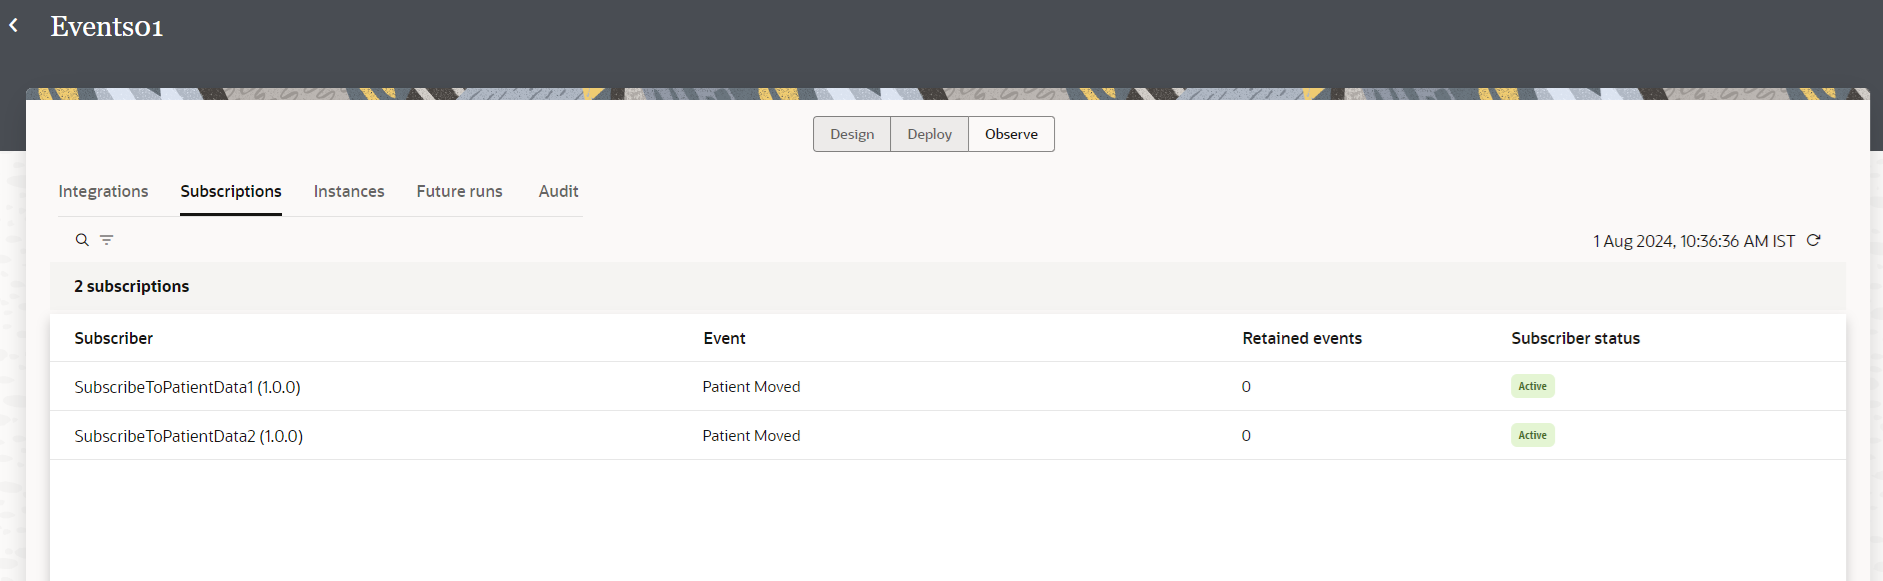 Events01
Design Deploy Observe
Integrations Subscriptions Instances Future runs Audit
1 Aug 2024, 10:36:36 AM IST
2 subscriptions
Subscriber Event Retained events Subscriber status
SubscribeToPatientData1 (1.0.0) Patient Moved 0 Active
SubscribeToPatientData2 (1.0.0) Patient Moved 0 Active